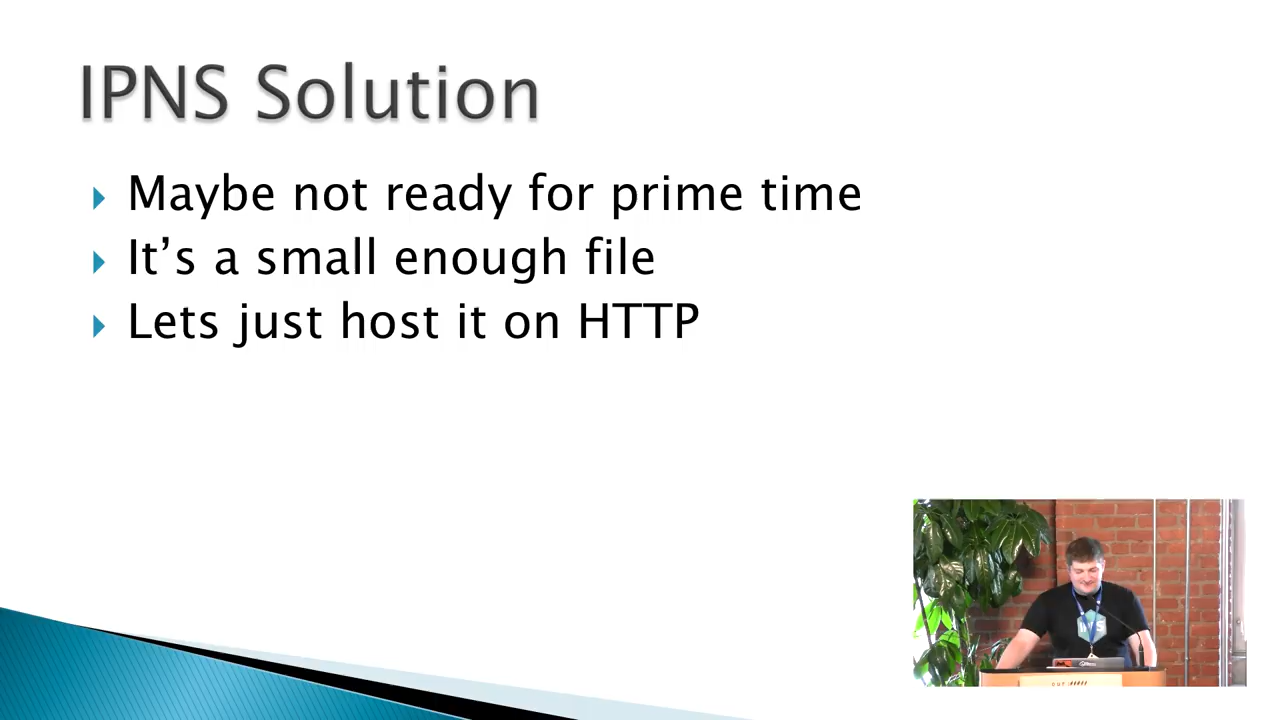 IPNS Solution
Maybe not ready for prime time
It's a small enough file
Lets just host it on HTTP